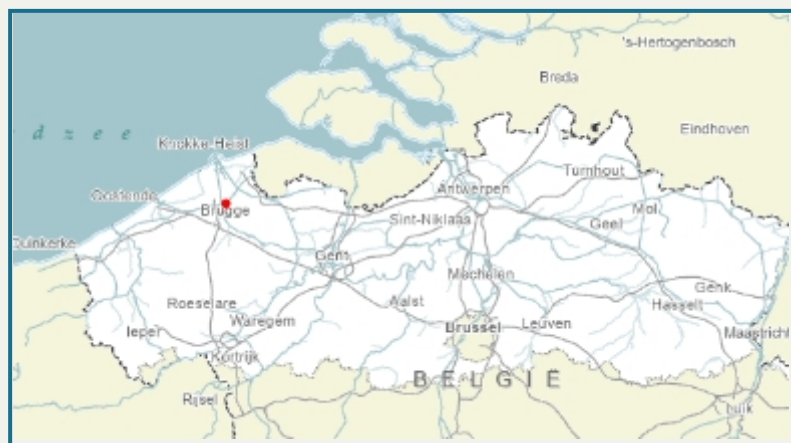 's-Hertogenbosch
Breda
Eindhoven
d z e e
Knokke-Heist
Turnhout
Antwerpen
Oostende
Mol
Brugge
Sint-Niklaas
Geel
Duinkerke
Gent
Mechelen
Genk
Roeselare
Aalst
Hasselt
Waregem
Brussel
Leuven
Ieper
Maastricht
Kortrijk
BELGIË
Rijsel
Luik